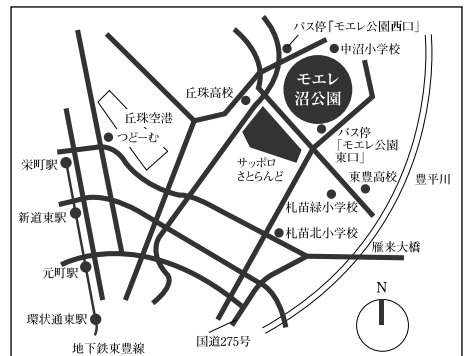 バス停「モエレ公園西口」
中沼小学校
モエレ
沼公園
丘珠高校
丘珠空港
つどーむ
バス停
「モエレ公園
東口」
サッポロ
さとらんど
栄町駅
東豊高校
豊平川
札苗緑小学校
新道東駅
札苗北小学校
雁来大橋
元町駅
N
環状通東駅
国道275号
地下鉄東豊線